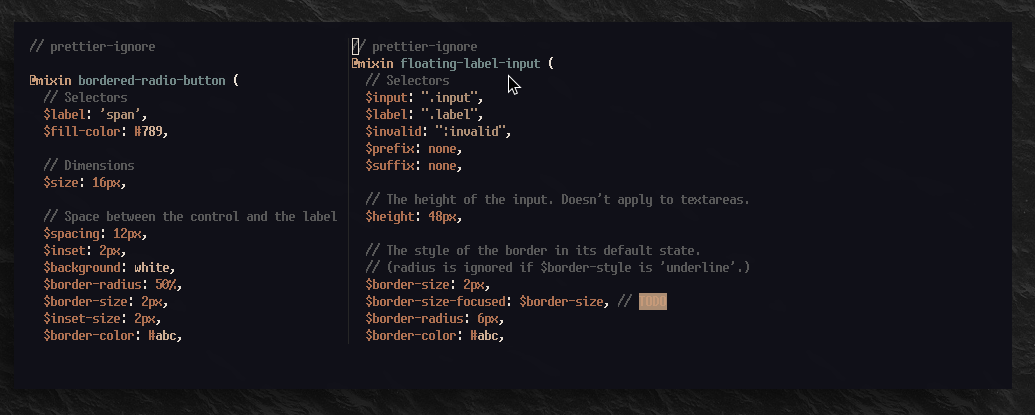 // prettier-ignore
@mixin bordered-radio-button (
// Selectors
$label: 'span',
$fill-color: #789,
// Dimensions
$size: 16px,
// Space between the control and the label
$spacing: 12px,
$inset: 2px,
$background: white,
$border-radius: 50%,
$border-size: 2px,
$inset-size: 2px,
$border-color: #abc,
// prettier-ignore
@mixin floating-label-input (
// Selectors
$input: ".input",
$label: ".label",
$invalid: ":invalid",
$prefix: none,
$suffix: none,
// The height of the input. Doesn't apply to textareas.
$height: 48px,
// The style of the border in its default state.
// (radius is ignored if $border-style is 'underline'.)
$border-size: 2px,
$border-size-focused: $border-size, // TODO
$border-radius: 6px,
$border-color: #abc,